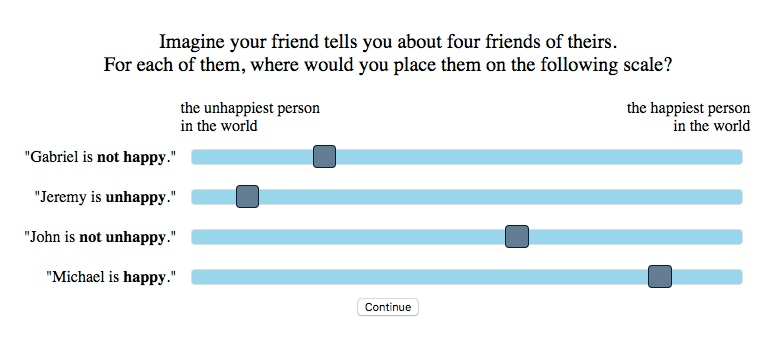 Imagine your friend tells you about four friends of theirs.
For each of them, where would you place them on the following scale?
the unhappiest person
in the world
the happiest person
in the world
"Gabriel is not happy."
"Jeremy is unhappy."
"John is not unhappy."
"Michael is happy."
Continue